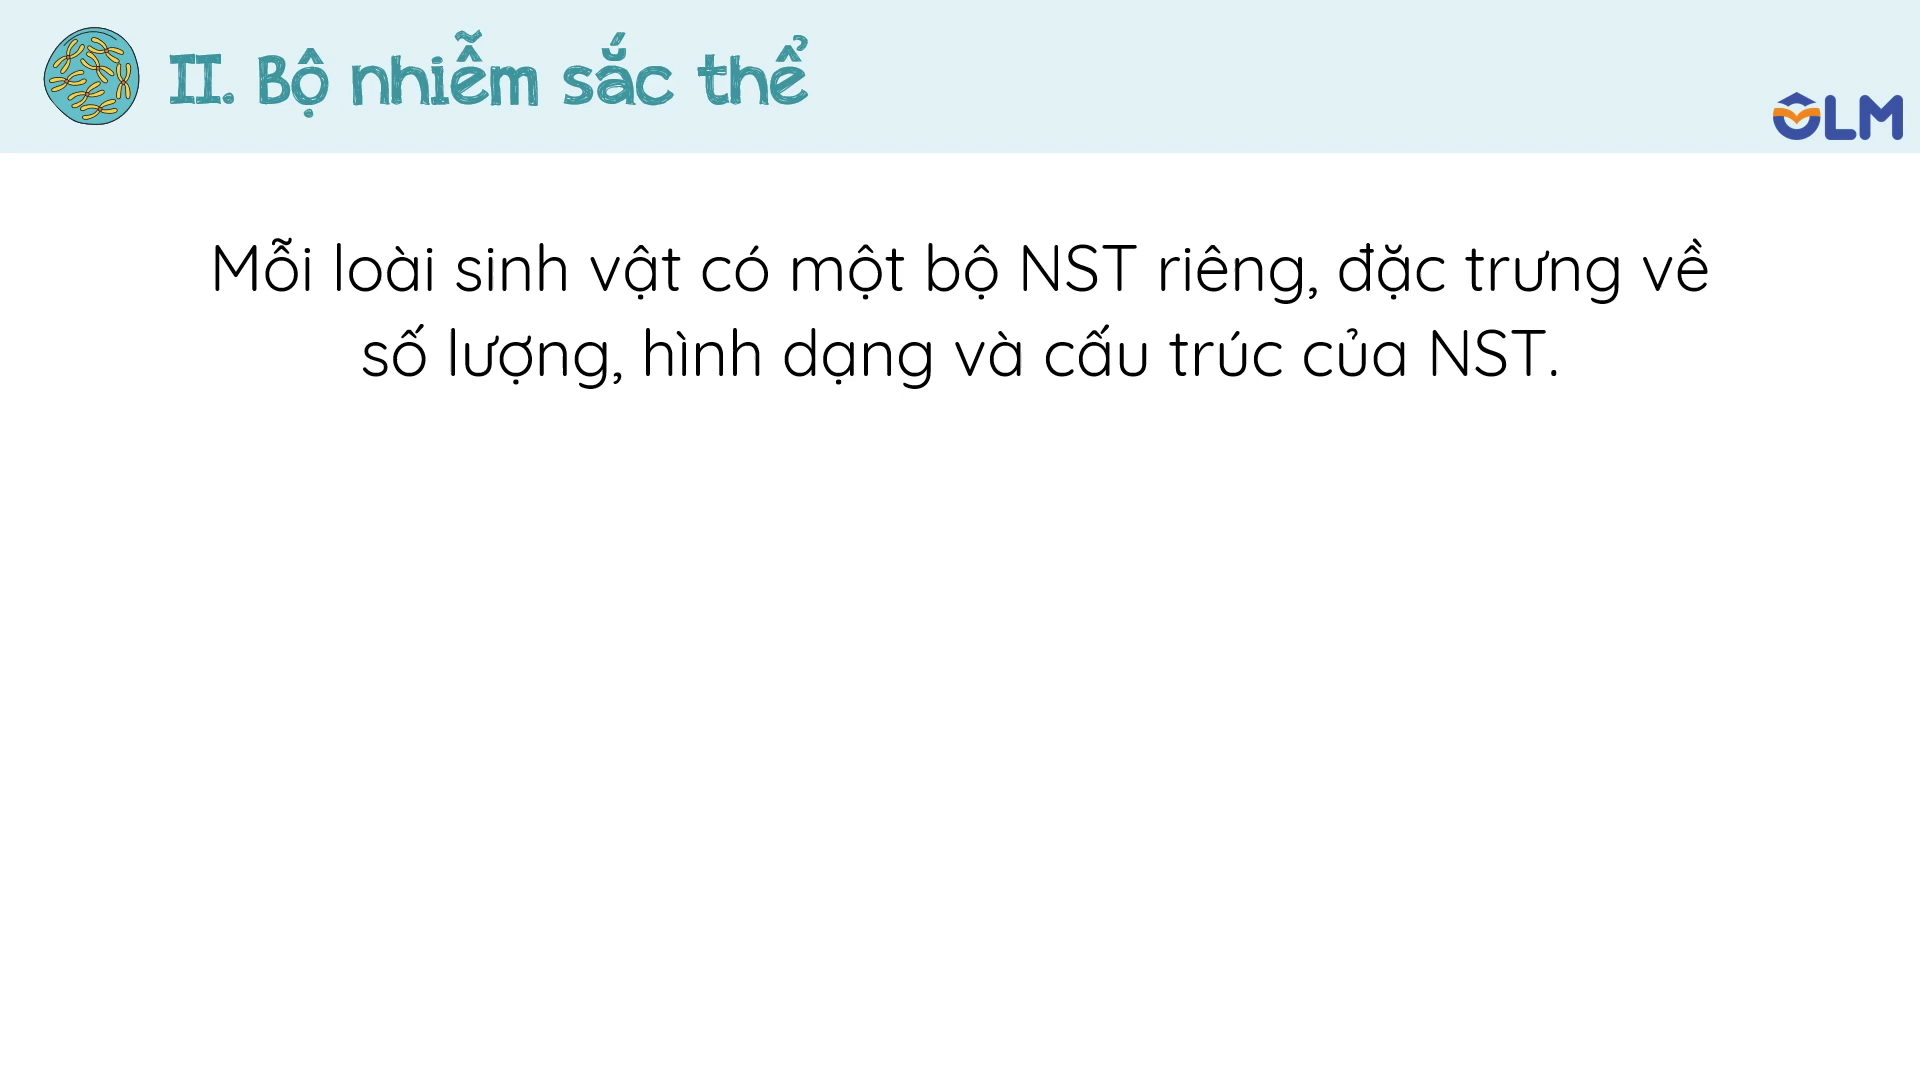 II. Bộ nhiễm sắc thể
OLM
Mỗi loài sinh vật có một bộ NST riêng, đặc trưng về
số lượng, hình dạng và cấu trúc của NST.